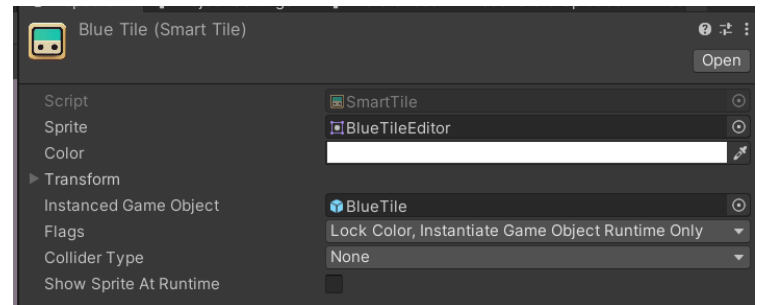 Blue Tile (Smart Tile)
Open
Script SmartTile
Sprite BlueTileEditor
Color
Transform
Instanced Game Object BlueTile
Flags Lock Color, Instantiate Game Object Runtime Only
Collider Type None
Show Sprite At Runtime